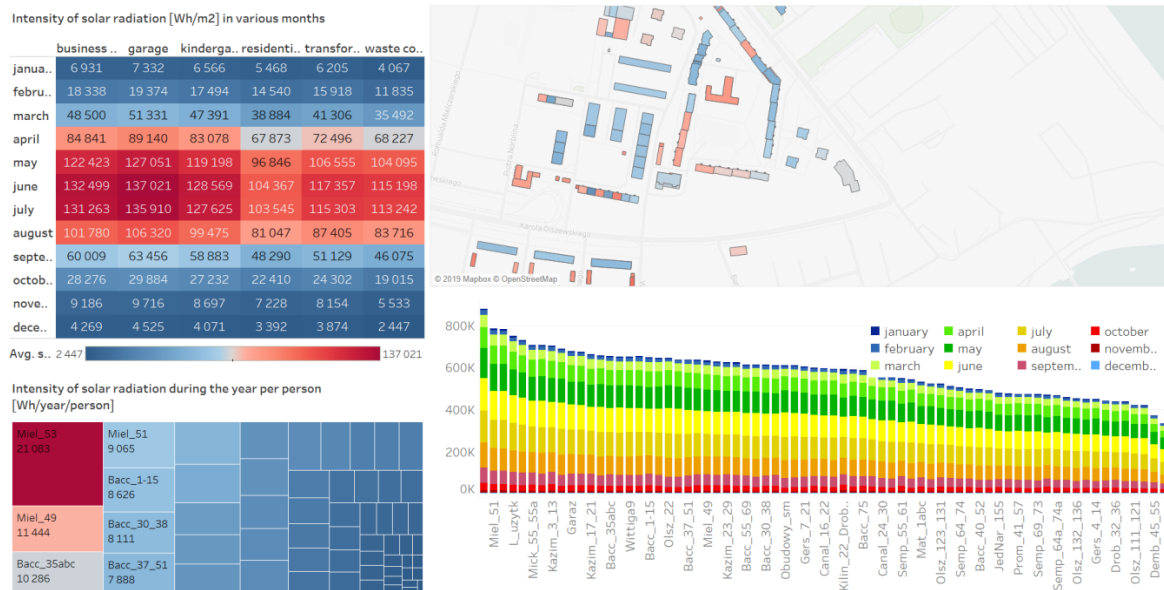 Intensity of solar radiation [Wh/m2] in various months
business .. garage kinderga.. residenti.. transfor.. waste co..
janua.. 6 931 7 332 6 566 5 468 6 205 4 067
febru.. 18 338 19 374 17 494 14 540 15 918 11 835
march 48 500 51 331 47 391 38 884 41 306 35 492
april 84 841 89 140 83 078 67 873 72 496 68 227
may 122 423 127 051 119 198 96 846 106 555 104 095
june 132 499 137 021 128 569 104 367 117 357 115 198
july 131 263 135 910 127 625 103 545 115 303 113 242
august 101 780 106 320 99 475 81 047 87 405 83 716
septe.. 60 009 63 456 58 883 48 290 51 129 46 075
octob.. 28 276 29 884 27 232 22 410 24 302 19 015
nove.. 9 186 9 716 8 697 7 228 8 154 5 533
dece.. 4 269 4 525 4 071 3 392 3 874 2 447
Avg. s.. 2 447 137 021
Intensity of solar radiation during the year per person
[Wh/year/person]
Miel_53
21 083
Miel_49
11 444
Bacc_35abc
10 286
Miel_51
9 065
Bacc_1-15
8 626
Bacc_30_38
8 111
Bacc_37_51
7 888
Karola Olszewskiego
© 2019 Mapbox © OpenStreetMap
800K
600K
400K
200K
0K
january april july october
february may august novemb..
march june septem.. decemb..
Miel_51
L_uzytk
Mick_55_55a
Kazim_3_13
Garaz
Kazim_17_21
Bacc_35abc
Wittiga9
Bacc_1-15
Olsz_22
Bacc_37_51
Miel_49
Kazim_23_29
Bacc_55_69
Bacc_30_38
Obudowy_sm
Gers_7_21
Canal_16_22
Kilin_22_Drob..
Bacc_75
Canal_24_30
Semp_55_61
Mat_1abc
Olsz_123_131
Semp_64_74
Bacc_40_52
JedNar_155
Prom_41_57
Semp_69_73
Semp_64a_74a
Olsz_132_136
Gers_4_14
Drob_32_36
Olsz_111_121
Demb_45_55